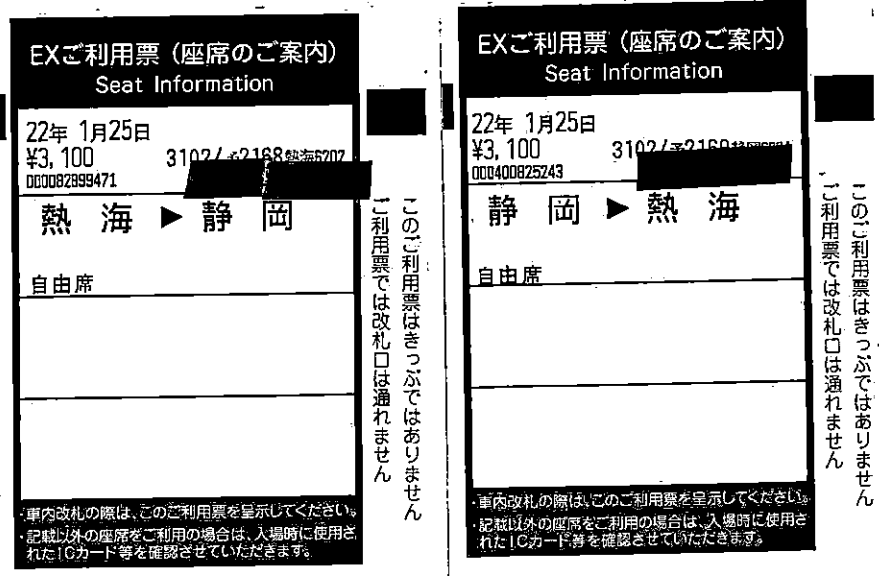 EXご利用票(座席のご案内)
Seat Information
22年 1月25日
¥3,100
000082899471
熱 海 ▶ 静 岡
自由席
・車内改札の際は、このご利用票を呈示してください。
・記載以外の座席をご利用の場合は、入場時に使用さ
れたICカード等を確認させていただきます。
このご利用票はきっぷではありません
ご利用票では改札口は通れません
EXご利用票(座席のご案内)
Seat Information
22年 1月25日
¥3,100
000400825243
静 岡 ▶ 熱 海
自由席
・車内改札の際は、このご利用票を呈示してください。
・記載以外の座席をご利用の場合は、入場時に使用さ
れたICカード等を確認させていただきます。
このご利用票はきっぷではありません
ご利用票では改札口は通れません